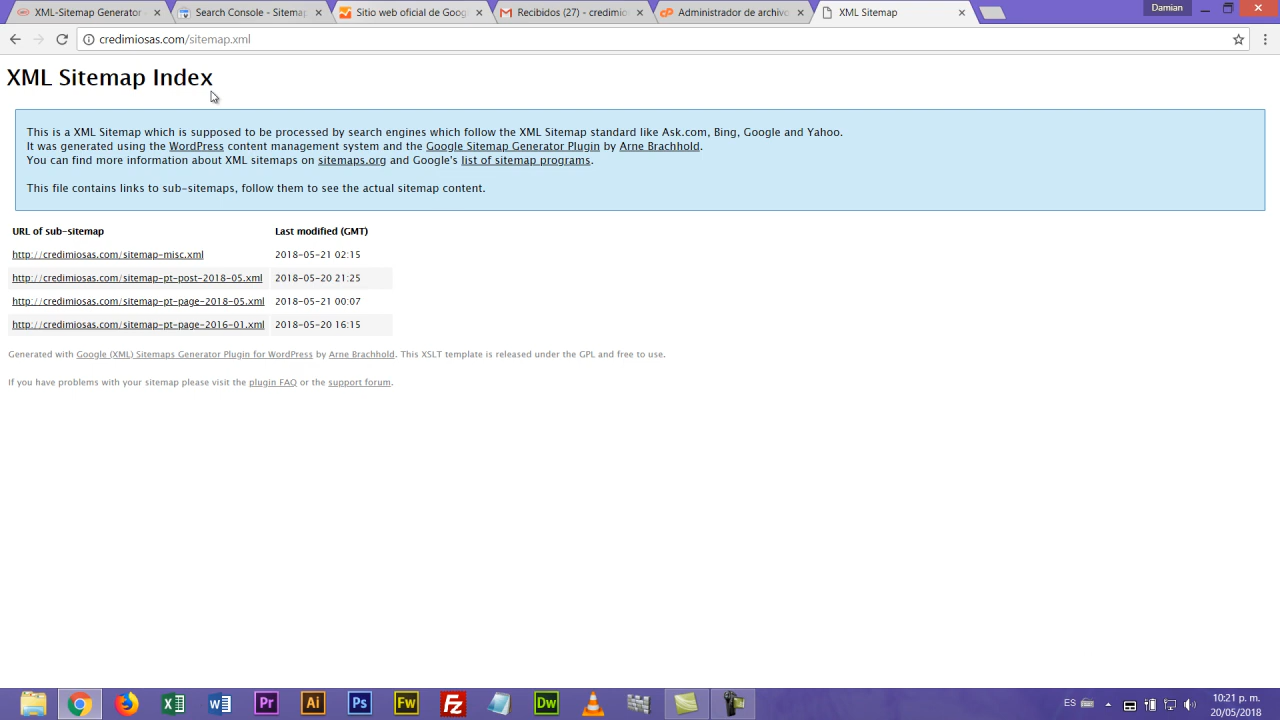 XML-Sitemap Generator
Search Console - Sitemap
Sitio web oficial de Goog
Recibidos (27) - credimio
Administrador de archivo
XML Sitemap
Damian
credimiosas.com/sitemap.xml
XML Sitemap Index
This is a XML Sitemap which is supposed to be processed by search engines which follow the XML Sitemap standard like Ask.com, Bing, Google and Yahoo.
It was generated using the WordPress content management system and the Google Sitemap Generator Plugin by Arne Brachhold.
You can find more information about XML sitemaps on sitemaps.org and Google's list of sitemap programs.
This file contains links to sub-sitemaps, follow them to see the actual sitemap content.
URL of sub-sitemap Last modified (GMT)
http://credimiosas.com/sitemap-misc.xml 2018-05-21 02:15
http://credimiosas.com/sitemap-pt-post-2018-05.xml 2018-05-20 21:25
http://credimiosas.com/sitemap-pt-page-2018-05.xml 2018-05-21 00:07
http://credimiosas.com/sitemap-pt-page-2016-01.xml 2018-05-20 16:15
Generated with Google (XML) Sitemaps Generator Plugin for WordPress by Arne Brachhold. This XSLT template is released under the GPL and free to use.
If you have problems with your sitemap please visit the plugin FAQ or the support forum.
Pr
Ai
Ps
Fw
Fz
Dw
ES
10:21 p. m.
20/05/2018